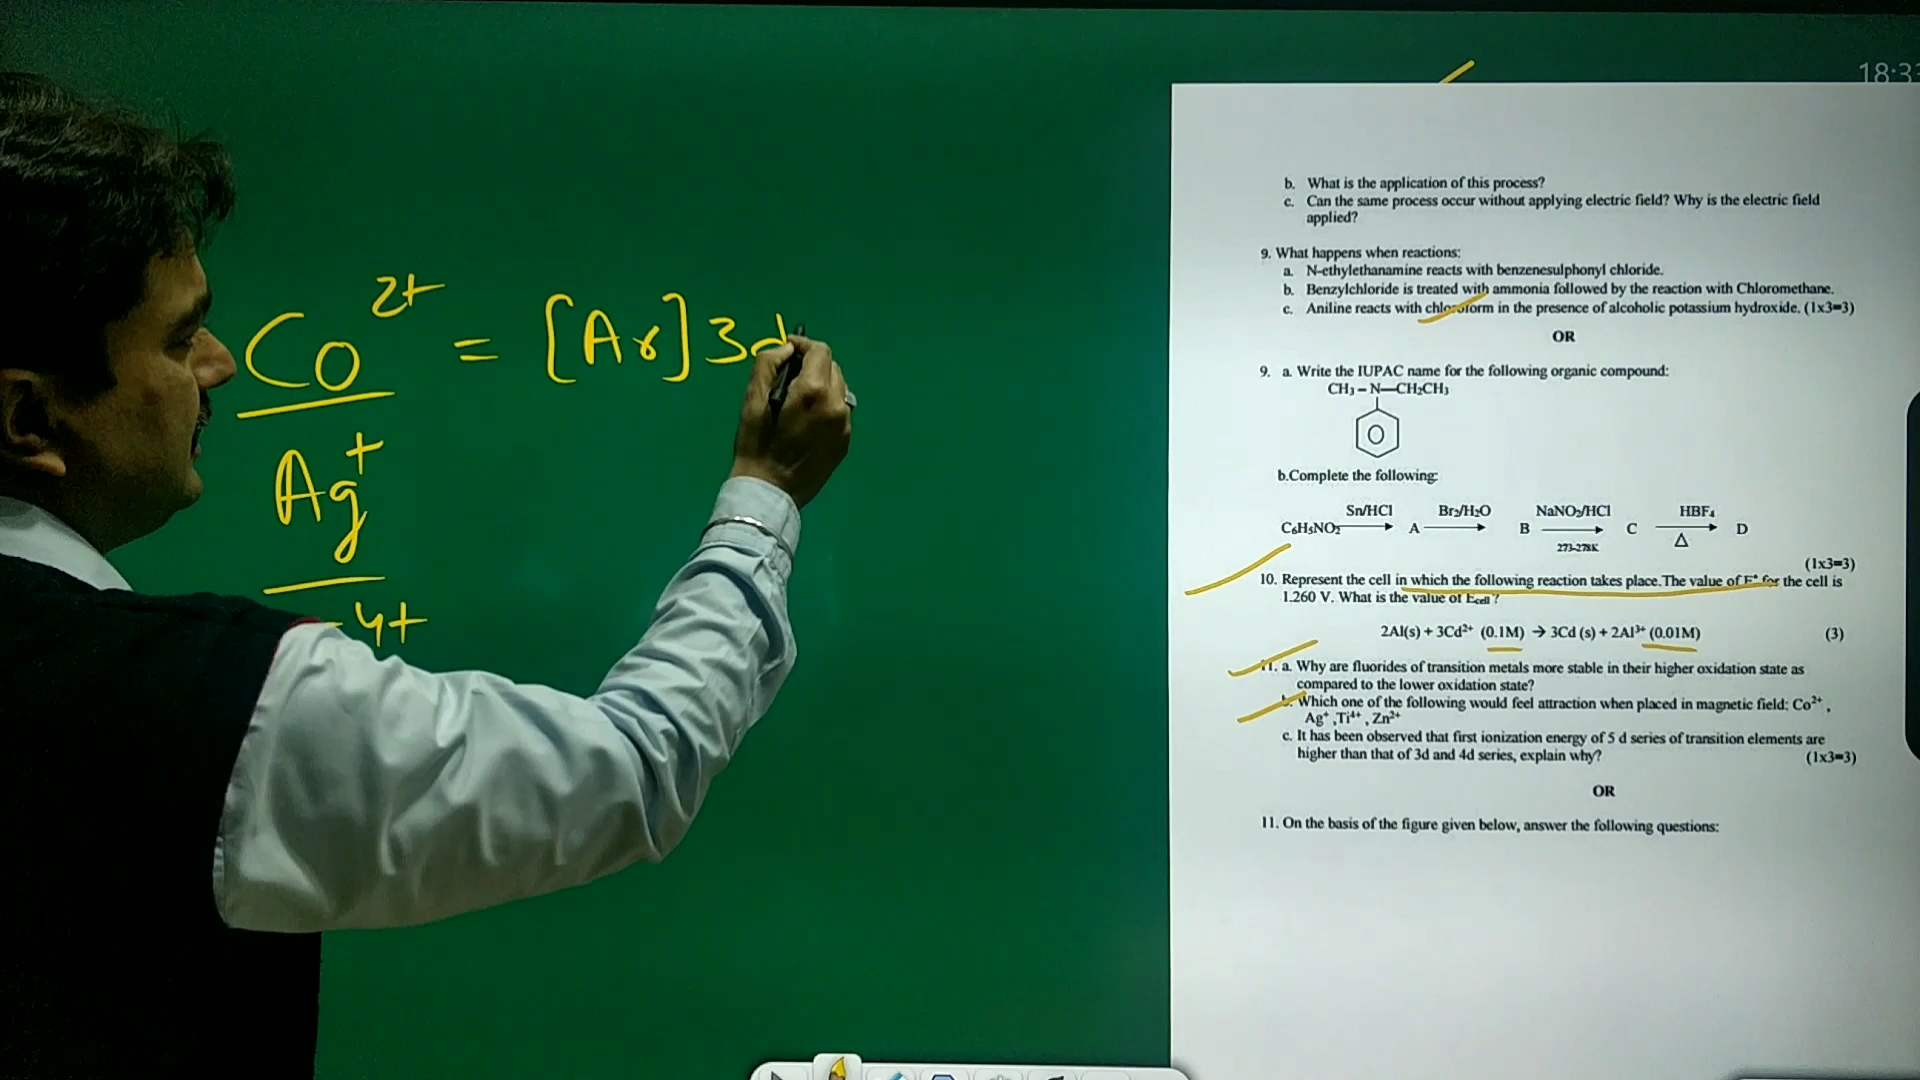 18:33
Co2+ = [Ar]3d
Ag+
4+
b. What is the application of this process?
c. Can the same process occur without applying electric field? Why is the electric field
applied?
9. What happens when reactions:
a. N-ethylethanamine reacts with benzenesulphonyl chloride.
b. Benzylchloride is treated with ammonia followed by the reaction with Chloromethane.
c. Aniline reacts with chloroform in the presence of alcoholic potassium hydroxide. (1x3=3)
OR
9. a. Write the IUPAC name for the following organic compound:
CH₃ – N—CH₂CH₃
b.Complete the following:
Sn/HCl Br₂/H₂O NaNO₂/HCl HBF₄
C₆H₅NO₂ → A → B → C → D
273-278K Δ
(1x3=3)
10. Represent the cell in which the following reaction takes place.The value of E° for the cell is
1.260 V. What is the value of Ecell ?
2Al(s) + 3Cd²⁺ (0.1M) → 3Cd (s) + 2Al³⁺ (0.01M) (3)
11. a. Why are fluorides of transition metals more stable in their higher oxidation state as
compared to the lower oxidation state?
b. Which one of the following would feel attraction when placed in magnetic field: Co²⁺ ,
Ag⁺ ,Ti⁴⁺ , Zn²⁺
c. It has been observed that first ionization energy of 5 d series of transition elements are
higher than that of 3d and 4d series, explain why? (1x3=3)
OR
11. On the basis of the figure given below, answer the following questions: